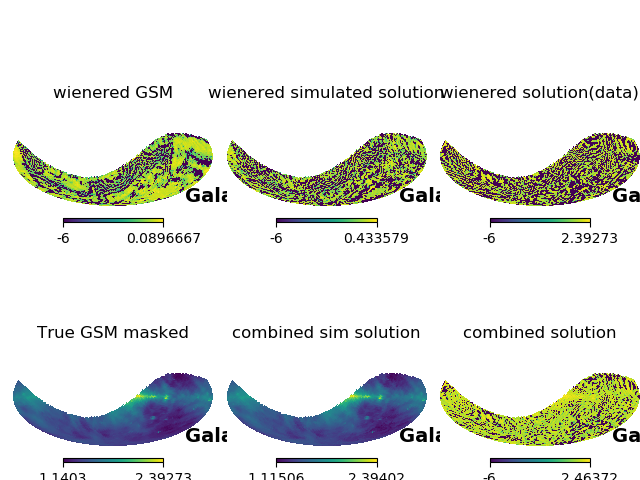 wienered GSM wienered simulated solution wienered solution(data)
Gala Gala Ga
-6 0.0896667 -6 0.433579 -6 2.39273
True GSM masked combined sim solution combined solution
Gala Gala Ga
1.1403 2.39273 1.11506 2.39402 -6 2.46372